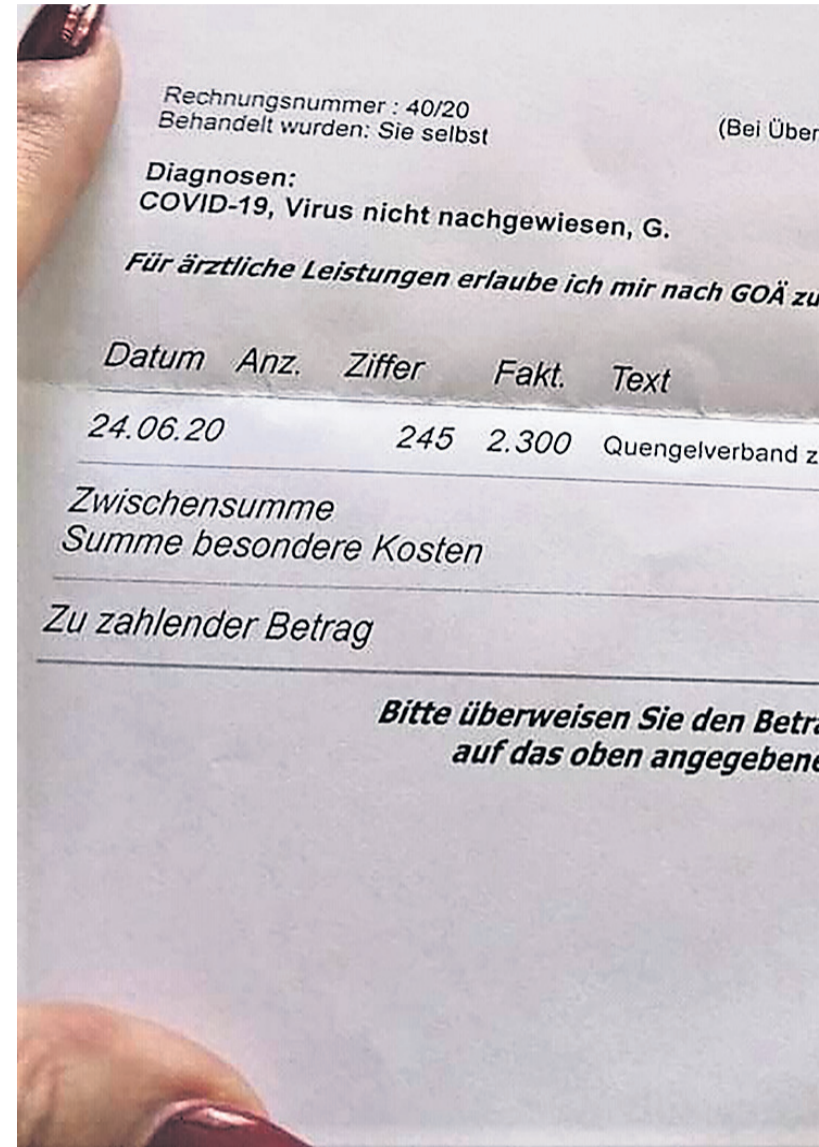 Rechnungsnummer : 40/20
Behandelt wurden: Sie selbst (Bei Über
Diagnosen:
COVID-19, Virus nicht nachgewiesen, G.
Für ärztliche Leistungen erlaube ich mir nach GOÄ zu
Datum Anz. Ziffer Fakt. Text
24.06.20 245 2.300 Quengelverband z
Zwischensumme
Summe besondere Kosten
Zu zahlender Betrag
Bitte überweisen Sie den Betra
auf das oben angegebene